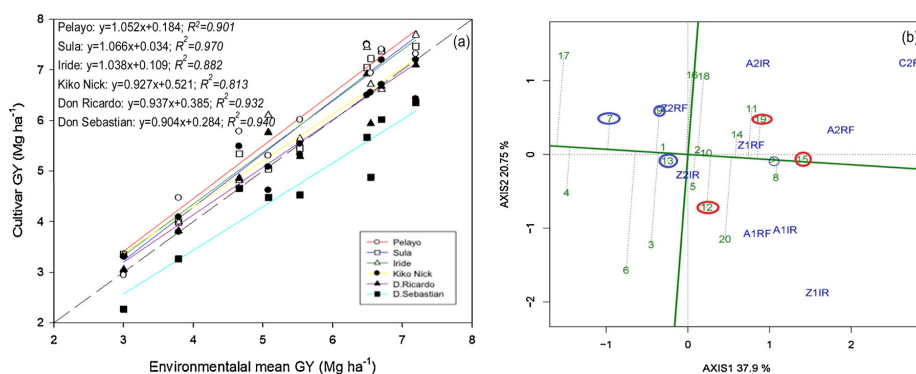 (a)
Pelayo: y=1.052x+0.184; R²=0.901
Sula: y=1.066x+0.034; R²=0.970
Iride: y=1.038x+0.109; R²=0.882
Kiko Nick: y=0.927x+0.521; R²=0.813
Don Ricardo: y=0.937x+0.385; R²=0.932
Don Sebastian: y=0.904x+0.284; R²=0.940
Cultivar GY (Mg ha⁻¹)
8
7
6
5
4
3
2
2 3 4 5 6 7 8
Environmentalal mean GY (Mg ha⁻¹)
Pelayo
Sula
Iride
Kiko Nick
D.Ricardo
D.Sebastian
(b)
AXIS2 20.75 %
1
0
−1
−2
−1 0 1 2
AXIS1 37.9 %
17
16
18
A2IR
C2R
7
9
Z2RF
11
19
14
A2RF
1
2
10
Z1RF
13
15
8
Z2IR
4
5
12
3
20
A1RF
A1IR
6
Z1IR